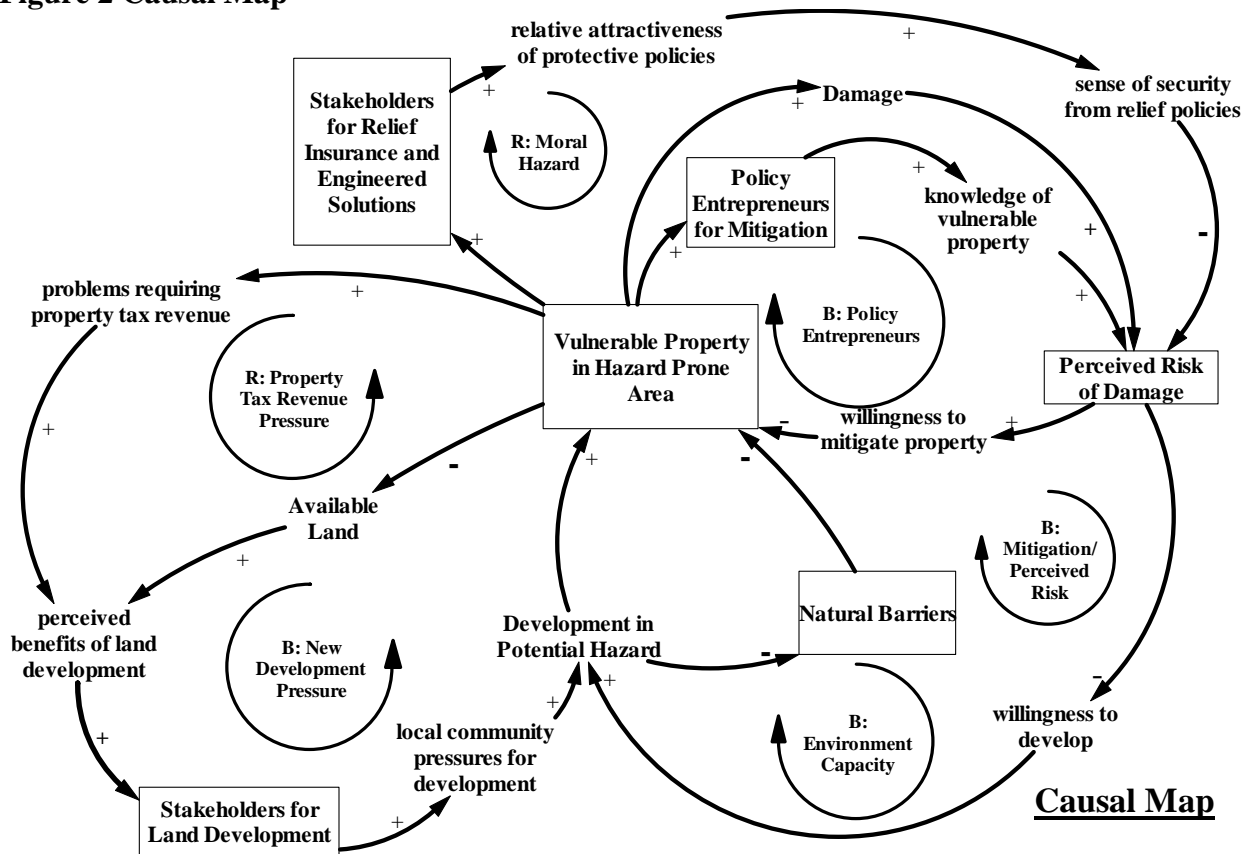 Figure 2 Causal Map
relative attractiveness
of protective policies
+
+
Stakeholders
for Relief
Insurance and
Engineered
Solutions
R: Moral
Hazard
+
Damage
sense of security
from relief policies
Policy
Entrepreneurs
for Mitigation
+
knowledge of
vulnerable
property
+
-
+
+
+
problems requiring
property tax revenue
+
R: Property
Tax Revenue
Pressure
Vulnerable Property
in Hazard Prone
Area
B: Policy
Entrepreneurs
Perceived Risk
of Damage
+
willingness to
mitigate property
-
+
-
+
-
Available
Land
+
B:
Mitigation/
Perceived
Risk
perceived
benefits of land
development
B: New
Development
Pressure
Development in
Potential Hazard
Natural Barriers
-
+
+
-
+
local community
pressures for
development
B:
Environment
Capacity
willingness to
develop
Stakeholders for
Land Development
+
Causal Map